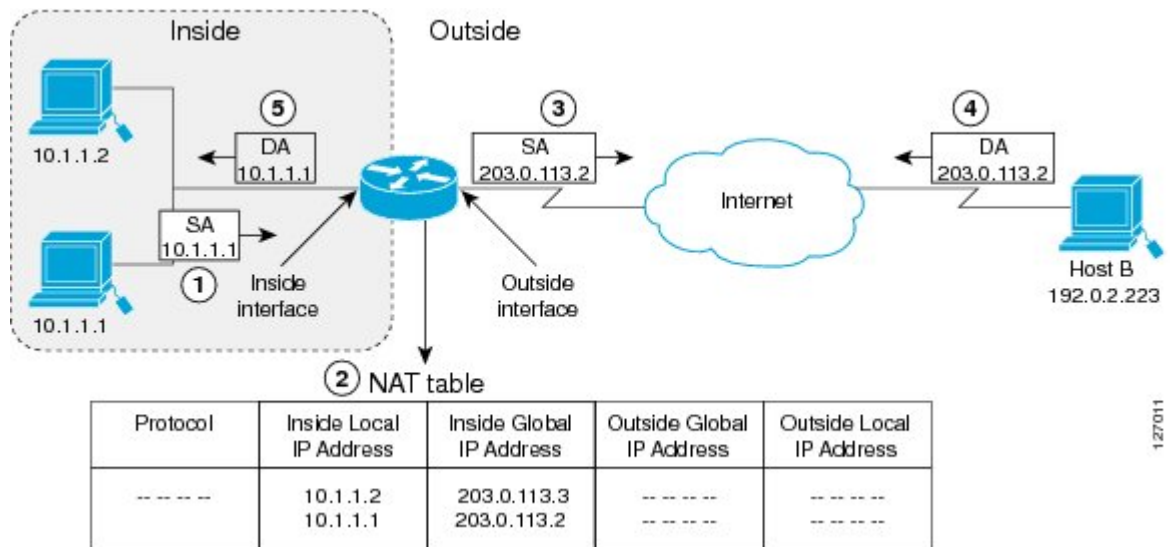 Inside
Outside
10.1.1.2
5
DA
10.1.1.1
3
SA
203.0.113.2
4
DA
203.0.113.2
Internet
SA
10.1.1.1
1
10.1.1.1
Inside
interface
Outside
interface
Host B
192.0.2.223
2 NAT table
Protocol
Inside Local
IP Address
Inside Global
IP Address
Outside Global
IP Address
Outside Local
IP Address
-- -- -- -- 10.1.1.2 203.0.113.3 -- -- -- -- -- -- -- --
10.1.1.1 203.0.113.2 -- -- -- -- -- -- -- --
127011